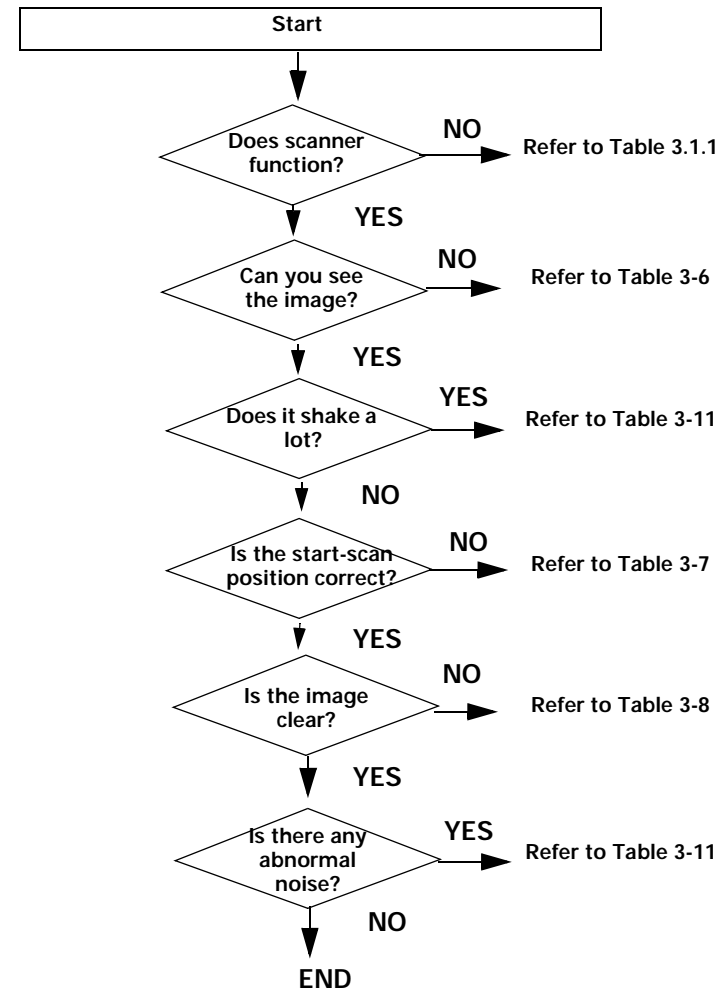 Start
Does scanner
function?
NO
Refer to Table 3.1.1
YES
Can you see
the image?
NO
Refer to Table 3-6
YES
Does it shake a
lot?
YES
Refer to Table 3-11
NO
Is the start-scan
position correct?
NO
Refer to Table 3-7
YES
Is the image
clear?
NO
Refer to Table 3-8
YES
Is there any
abnormal
noise?
YES
Refer to Table 3-11
NO
END